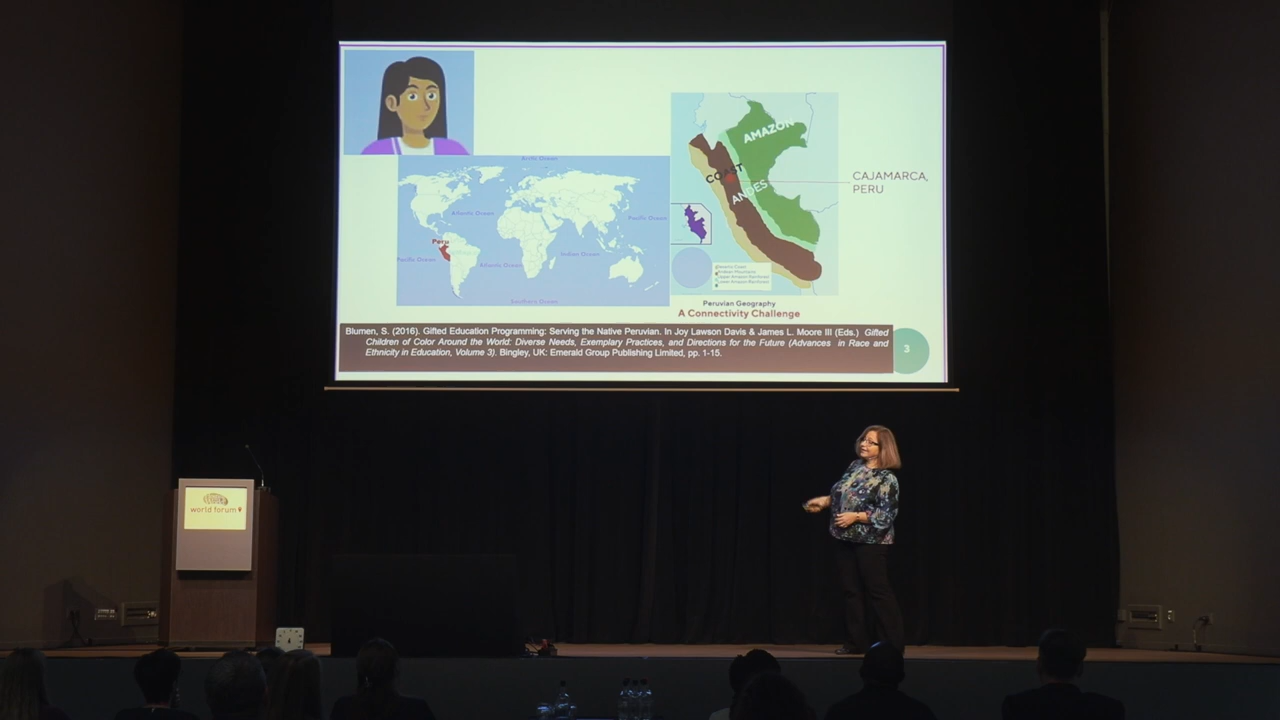 Arctic Ocean
Atlantic Ocean
Pacific Ocean
Peru
Pacific Ocean
Atlantic Ocean
Indian Ocean
Southern Ocean
AMAZON
COAST
ANDES
CAJAMARCA,
PERU
Peruvian Geography
A Connectivity Challenge
Blumen, S. (2016). Gifted Education Programming: Serving the Native Peruvian. In Joy Lawson Davis & James L. Moore III (Eds.) Gifted
Children of Color Around the World: Diverse Needs, Exemplary Practices, and Directions for the Future (Advances in Race and
Ethnicity in Education, Volume 3). Bingley, UK: Emerald Group Publishing Limited, pp. 1-15.
3
world forum